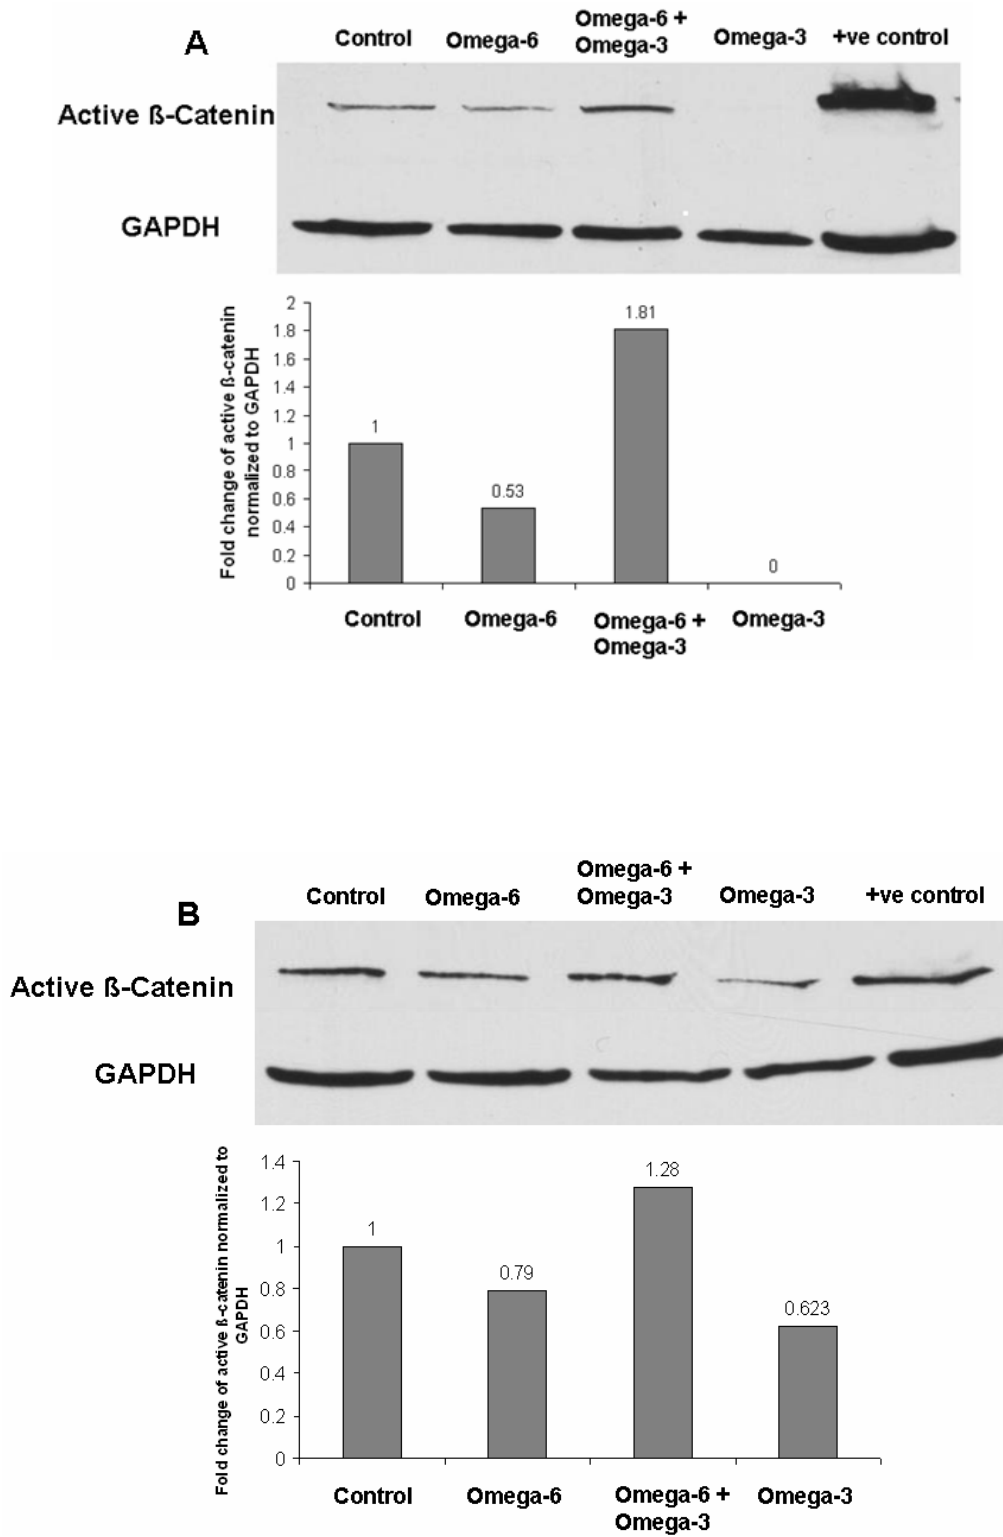 A
Control Omega-6 Omega-6 + Omega-3 Omega-3 +ve control
Active ß-Catenin
GAPDH
Fold change of active ß-catenin
normalized to GAPDH
2
1.8
1.6
1.4
1.2
1
0.8
0.6
0.4
0.2
0
1
0.53
1.81
0
Control Omega-6 Omega-6 + Omega-3 Omega-3
B
Control Omega-6 Omega-6 + Omega-3 Omega-3 +ve control
Active ß-Catenin
GAPDH
Fold change of active ß-catenin normalized to
GAPDH
1.4
1.2
1
0.8
0.6
0.4
0.2
0
1
0.79
1.28
0.623
Control Omega-6 Omega-6 + Omega-3 Omega-3